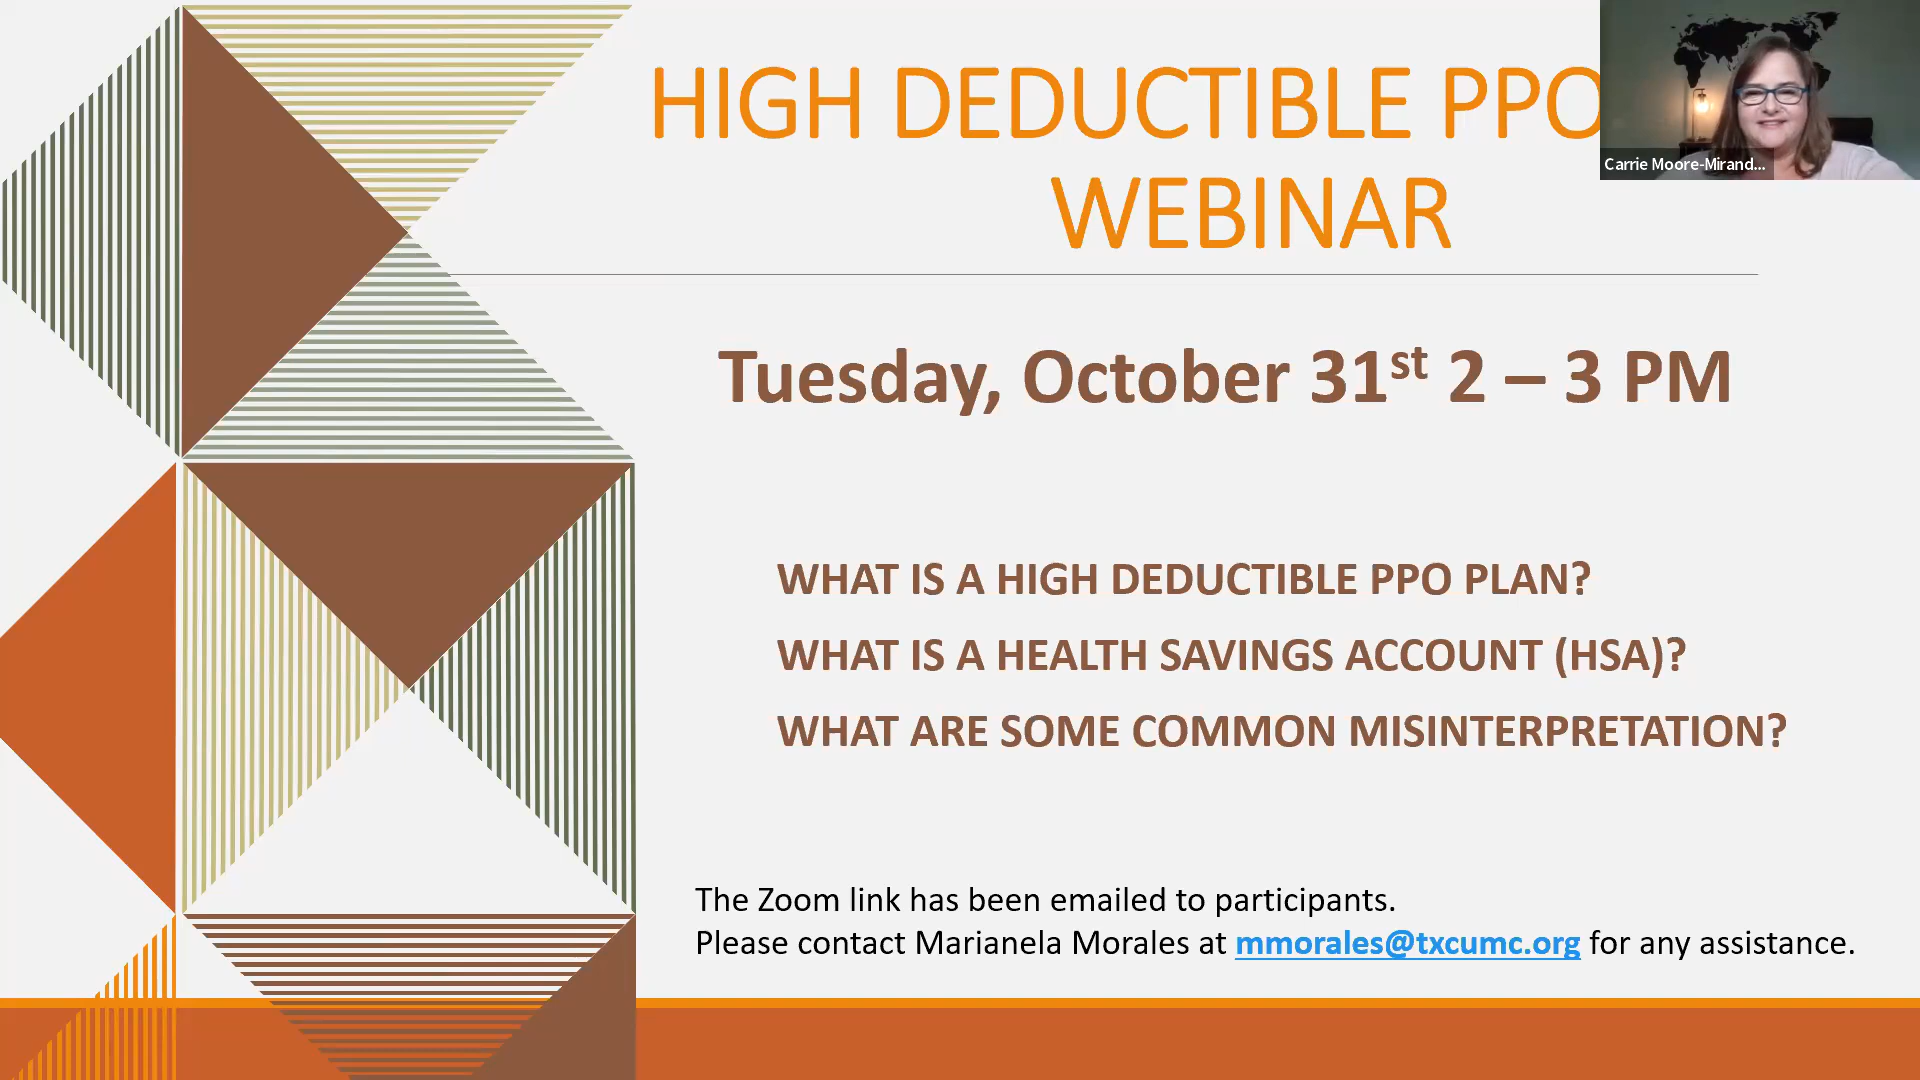 HIGH DEDUCTIBLE PPO
WEBINAR
Carrie Moore-Mirand...
Tuesday, October 31st 2 – 3 PM
WHAT IS A HIGH DEDUCTIBLE PPO PLAN?
WHAT IS A HEALTH SAVINGS ACCOUNT (HSA)?
WHAT ARE SOME COMMON MISINTERPRETATION?
The Zoom link has been emailed to participants.
Please contact Marianela Morales at mmorales@txcumc.org for any assistance.